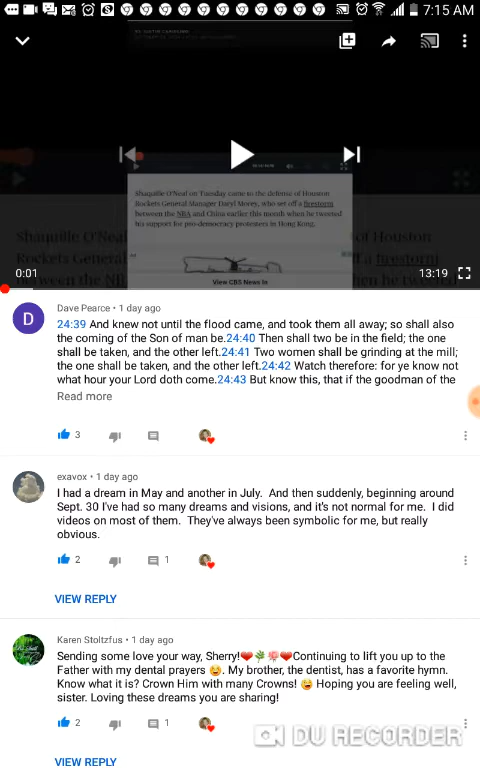 7:15 AM
Shaquille O'Neal on Tuesday came to the defense of Houston
Rockets General Manager Daryl Morey, who set off a firestorm
between the NBA and China earlier this month when he tweeted
his support for pro-democracy protesters in Hong Kong.
Shaquille O'Neal
of Houston
Rockets General
a firestorm
between the NB
hen he tweeted
View CBS News In
0:01
13:19
D
Dave Pearce • 1 day ago
24:39 And knew not until the flood came, and took them all away; so shall also
the coming of the Son of man be.24:40 Then shall two be in the field; the one
shall be taken, and the other left.24:41 Two women shall be grinding at the mill;
the one shall be taken, and the other left.24:42 Watch therefore: for ye know not
what hour your Lord doth come.24:43 But know this, that if the goodman of the
Read more
3
exavox • 1 day ago
I had a dream in May and another in July. And then suddenly, beginning around
Sept. 30 I've had so many dreams and visions, and it's not normal for me. I did
videos on most of them. They've always been symbolic for me, but really
obvious.
2
1
VIEW REPLY
Karen Stoltzfus • 1 day ago
Sending some love your way, Sherry!❤️🌿🌸❤️Continuing to lift you up to the
Father with my dental prayers 😂. My brother, the dentist, has a favorite hymn.
Know what it is? Crown Him with many Crowns! 😂 Hoping you are feeling well,
sister. Loving these dreams you are sharing!
2
1
DU RECORDER
VIEW REPLY